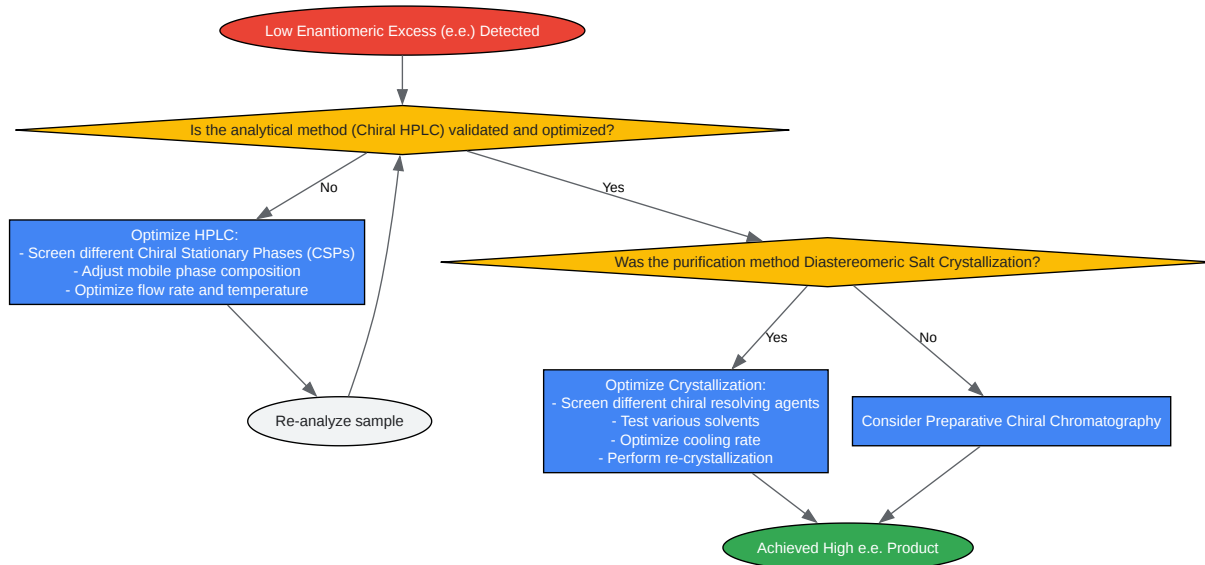 Low Enantiomeric Excess (e.e.) Detected
Is the analytical method (Chiral HPLC) validated and optimized?
No
Yes
Optimize HPLC:
- Screen different Chiral Stationary Phases (CSPs)
- Adjust mobile phase composition
- Optimize flow rate and temperature
Was the purification method Diastereomeric Salt Crystallization?
Yes
No
Re-analyze sample
Optimize Crystallization:
- Screen different chiral resolving agents
- Test various solvents
- Optimize cooling rate
- Perform re-crystallization
Consider Preparative Chiral Chromatography
Achieved High e.e. Product